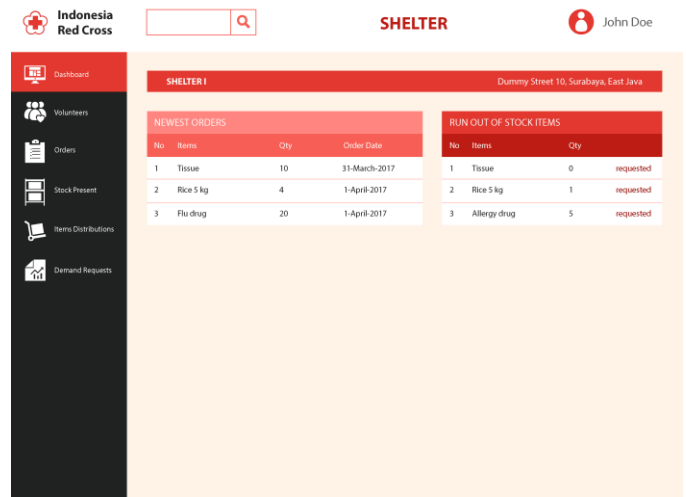 Indonesia
Red Cross
SHELTER
John Doe
Dashboard
Volunteers
Orders
Stock Present
Items Distributions
Demand Requests
SHELTER I Dummy Street 10, Surabaya, East Java
NEWEST ORDERS
No Items Qty Order Date
1 Tissue 10 31-March-2017
2 Rice 5 kg 4 1-April-2017
3 Flu drug 20 1-April-2017
RUN OUT OF STOCK ITEMS
No Items Qty
1 Tissue 0 requested
2 Rice 5 kg 1 requested
3 Allergy drug 5 requested